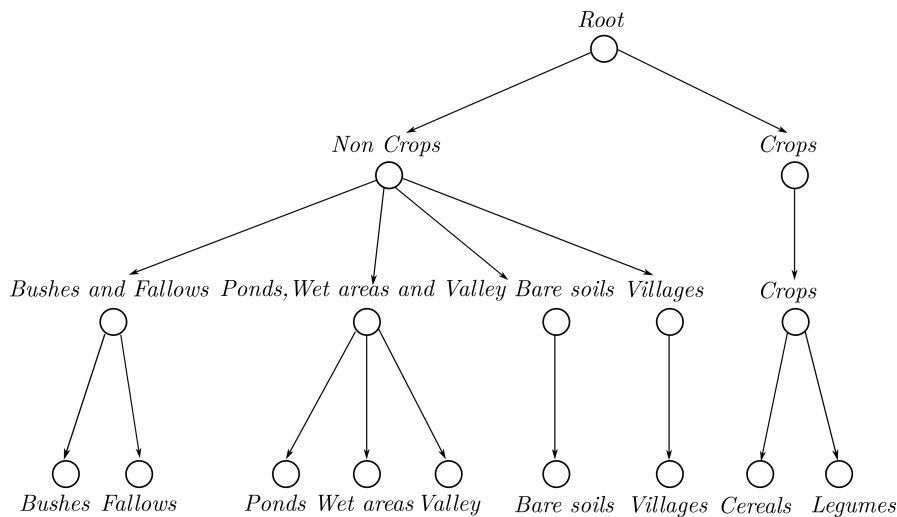 Root
Non Crops
Crops
Bushes and Fallows
Ponds, Wet areas and Valley
Bare soils
Villages
Crops
Bushes
Fallows
Ponds
Wet areas
Valley
Bare soils
Villages
Cereals
Legumes